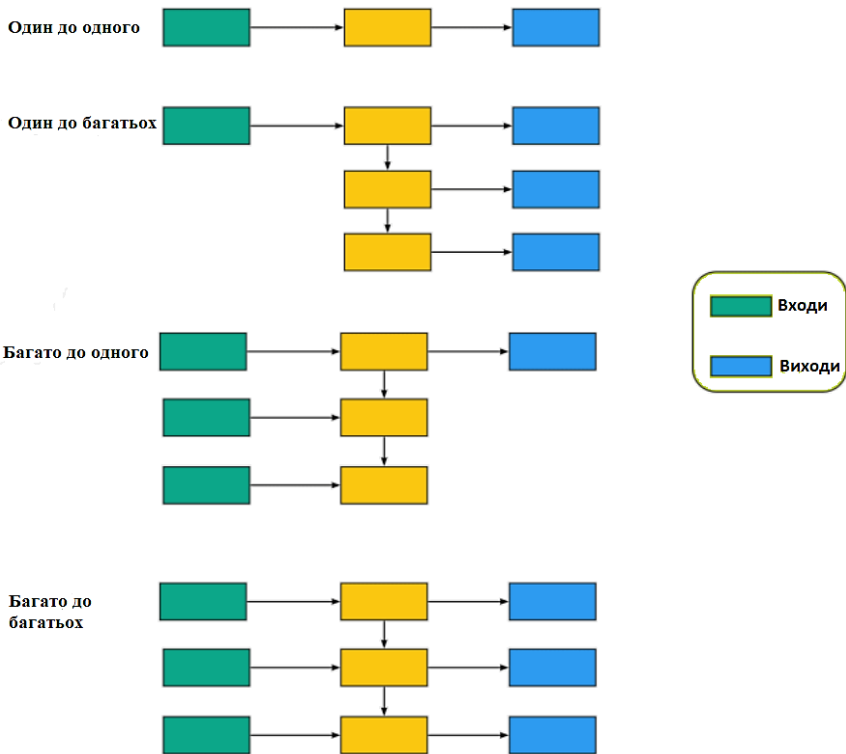 Один до одного
Один до багатьох
Входи
Багато до одного
Виходи
Багато до
багатьох